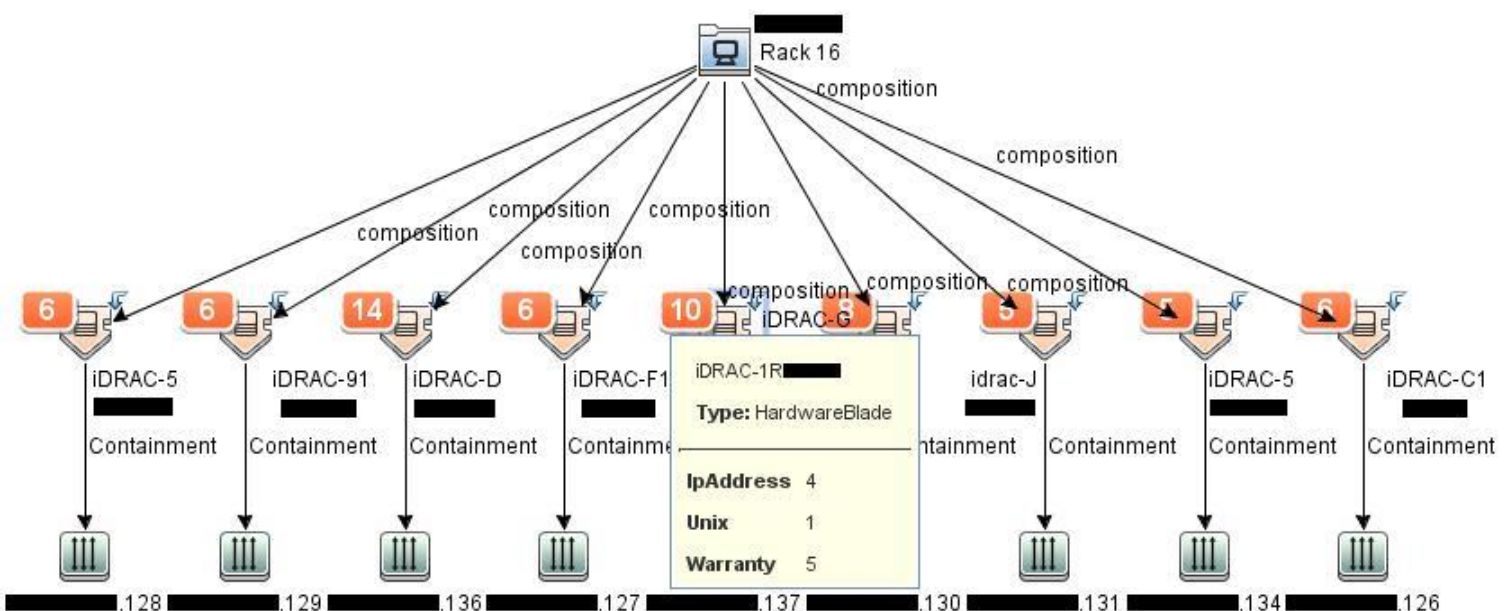 Rack 16
composition
composition
composition
composition
composition
composition
composition
composition
composition
6
6
14
6
10
5
6
iDRAC-G
iDRAC-5
iDRAC-91
iDRAC-D
iDRAC-F1
iDRAC-1R
Type: HardwareBlade
IpAddress 4
Unix 1
Warranty 5
idrac-J
iDRAC-5
iDRAC-C1
Containment
Containment
Containment
Containme
ntainment
Containment
Containment
Containment
.128
.129
.136
.127
.137
.130
.131
.134
.126